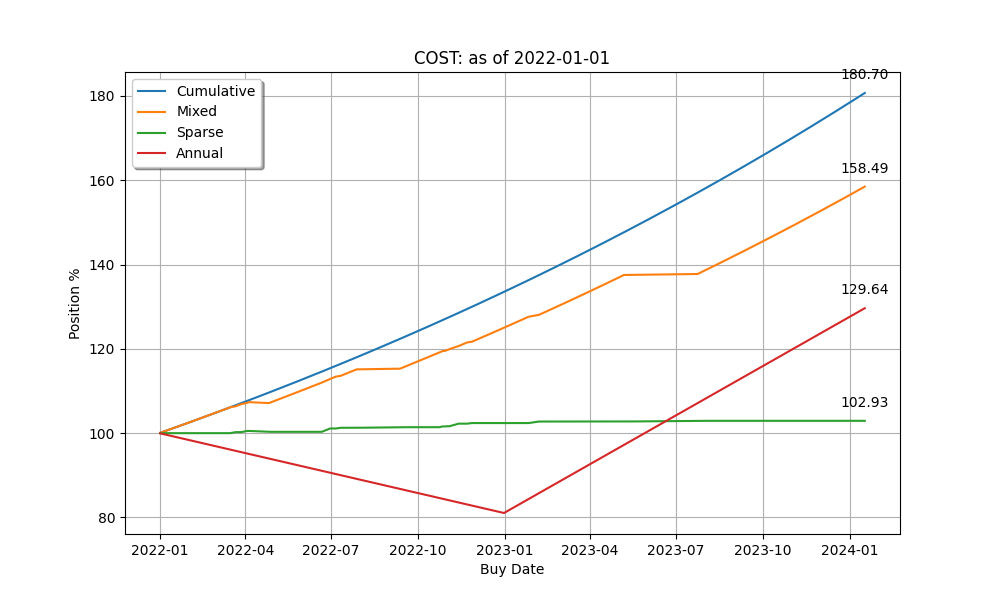 COST: as of 2022-01-01
180.70
180
Cumulative
Mixed
Sparse
Annual
158.49
160
140
129.64
120
102.93
100
80
Position %
2022-01 2022-04 2022-07 2022-10 2023-01 2023-04 2023-07 2023-10 2024-01
Buy Date